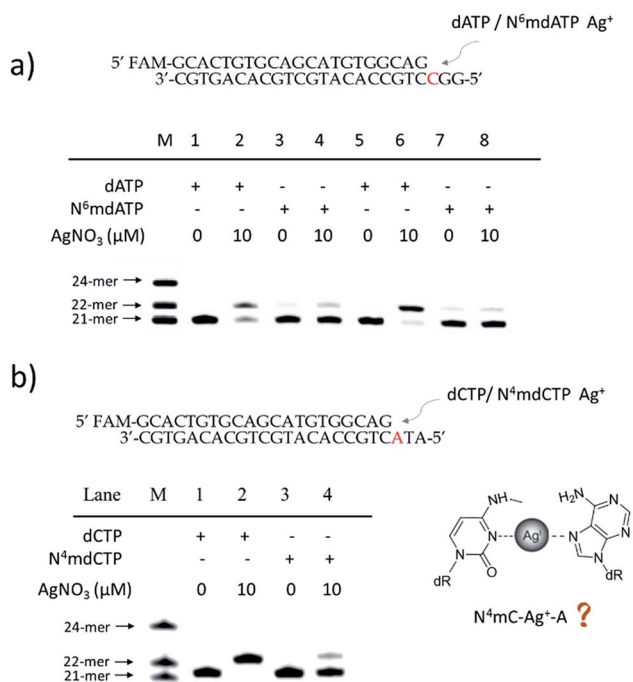 a)
dATP / N⁶mdATP Ag⁺
5′ FAM-GCACTGTGCAGCATGTGGCAG
3′-CGTGACACGTCGTACACCGTCCGG-5′
M 1 2 3 4 5 6 7 8
dATP + + - - + + - -
N⁶mdATP - - + + - - + +
AgNO₃ (μM) 0 10 0 10 0 10 0 10
24-mer
22-mer
21-mer
b)
dCTP/ N⁴mdCTP Ag⁺
5′ FAM-GCACTGTGCAGCATGTGGCAG
3′-CGTGACACGTCGTACACCGTCATA-5′
Lane M 1 2 3 4
dCTP + + - -
N⁴mdCTP - - + +
AgNO₃ (μM) 0 10 0 10
24-mer
22-mer
21-mer
NH
N
N
O
dR
Agᴵ
H₂N
N
N
N
N
dR
N⁴mC-Ag⁺-A ?